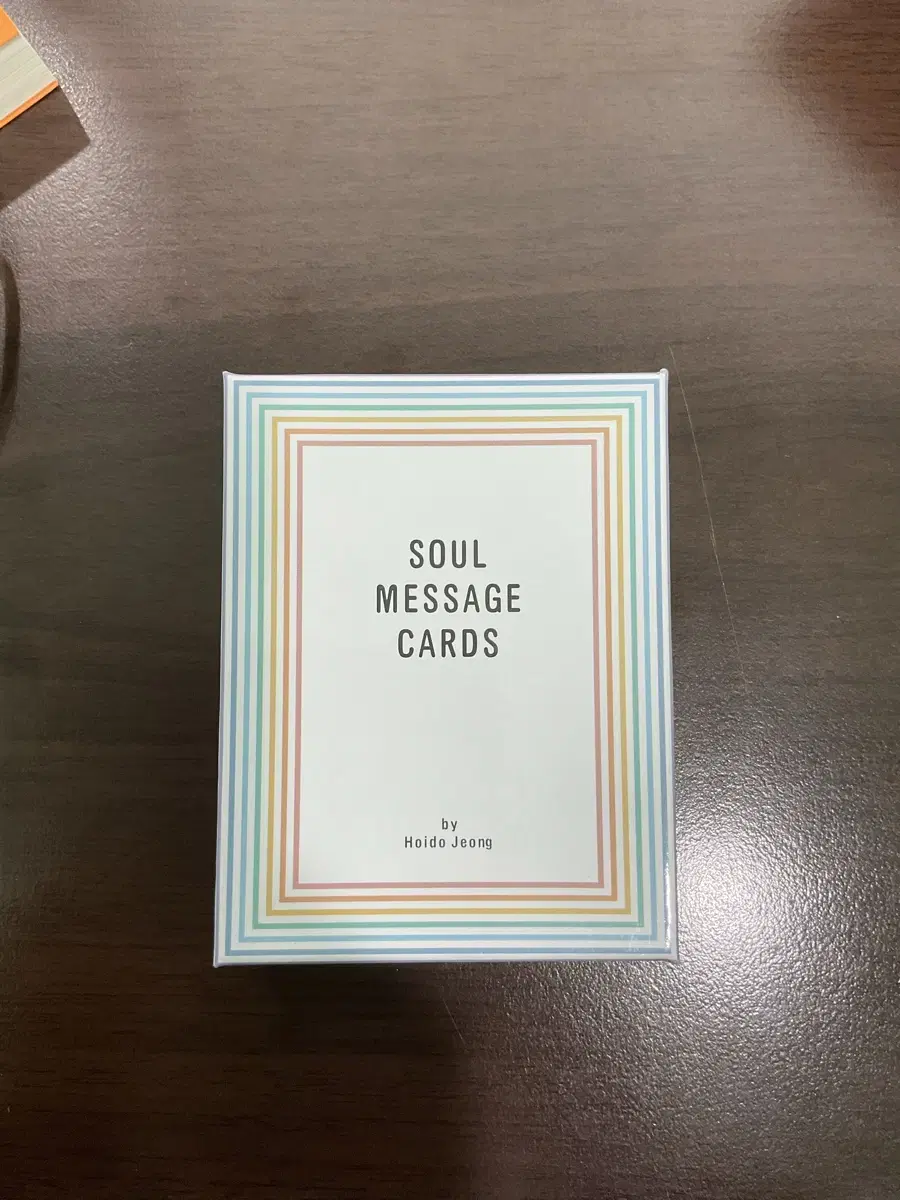 SOUL
MESSAGE
CARDS
by
Hoido Jeong